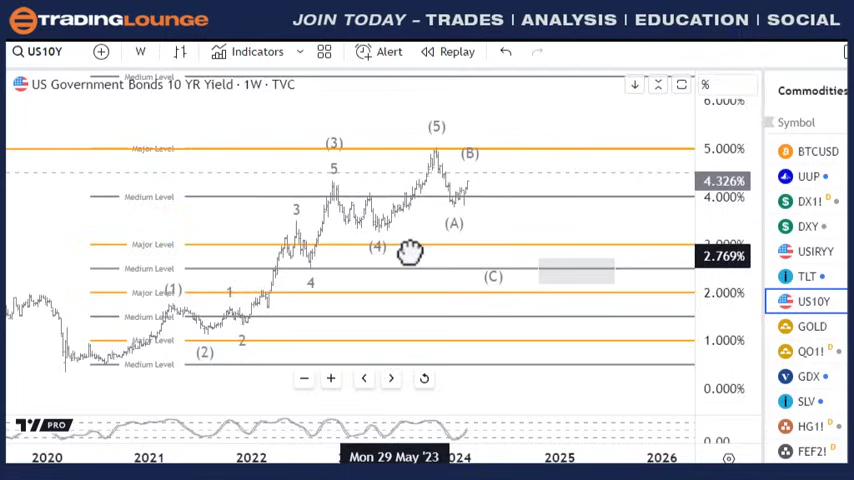 TRADINGLOUNGE
JOIN TODAY - TRADES | ANALYSIS | EDUCATION | SOCIAL
US10Y
W
Indicators
Alert
Replay
US Government Bonds 10 YR Yield · 1W · TVC
%
Commodities
Symbol
BTCUSD
UUP
DX1! D
DXY
USIRYY
TLT
US10Y
GOLD
QO1! D
GDX
SLV
HG1! D
FEF2! D
6.000%
5.000%
4.326%
4.000%
2.769%
2.000%
1.000%
0.000%
0.00
Medium Level
Major Level
Medium Level
Major Level
Medium Level
Major Level
Medium Level
Major Level
Medium Level
(5)
(3)
(B)
5
3
(A)
(4)
4
(C)
(1)
1
(2)
2
TV PRO
2020
2021
2022
Mon 29 May '23
2024
2025
2026